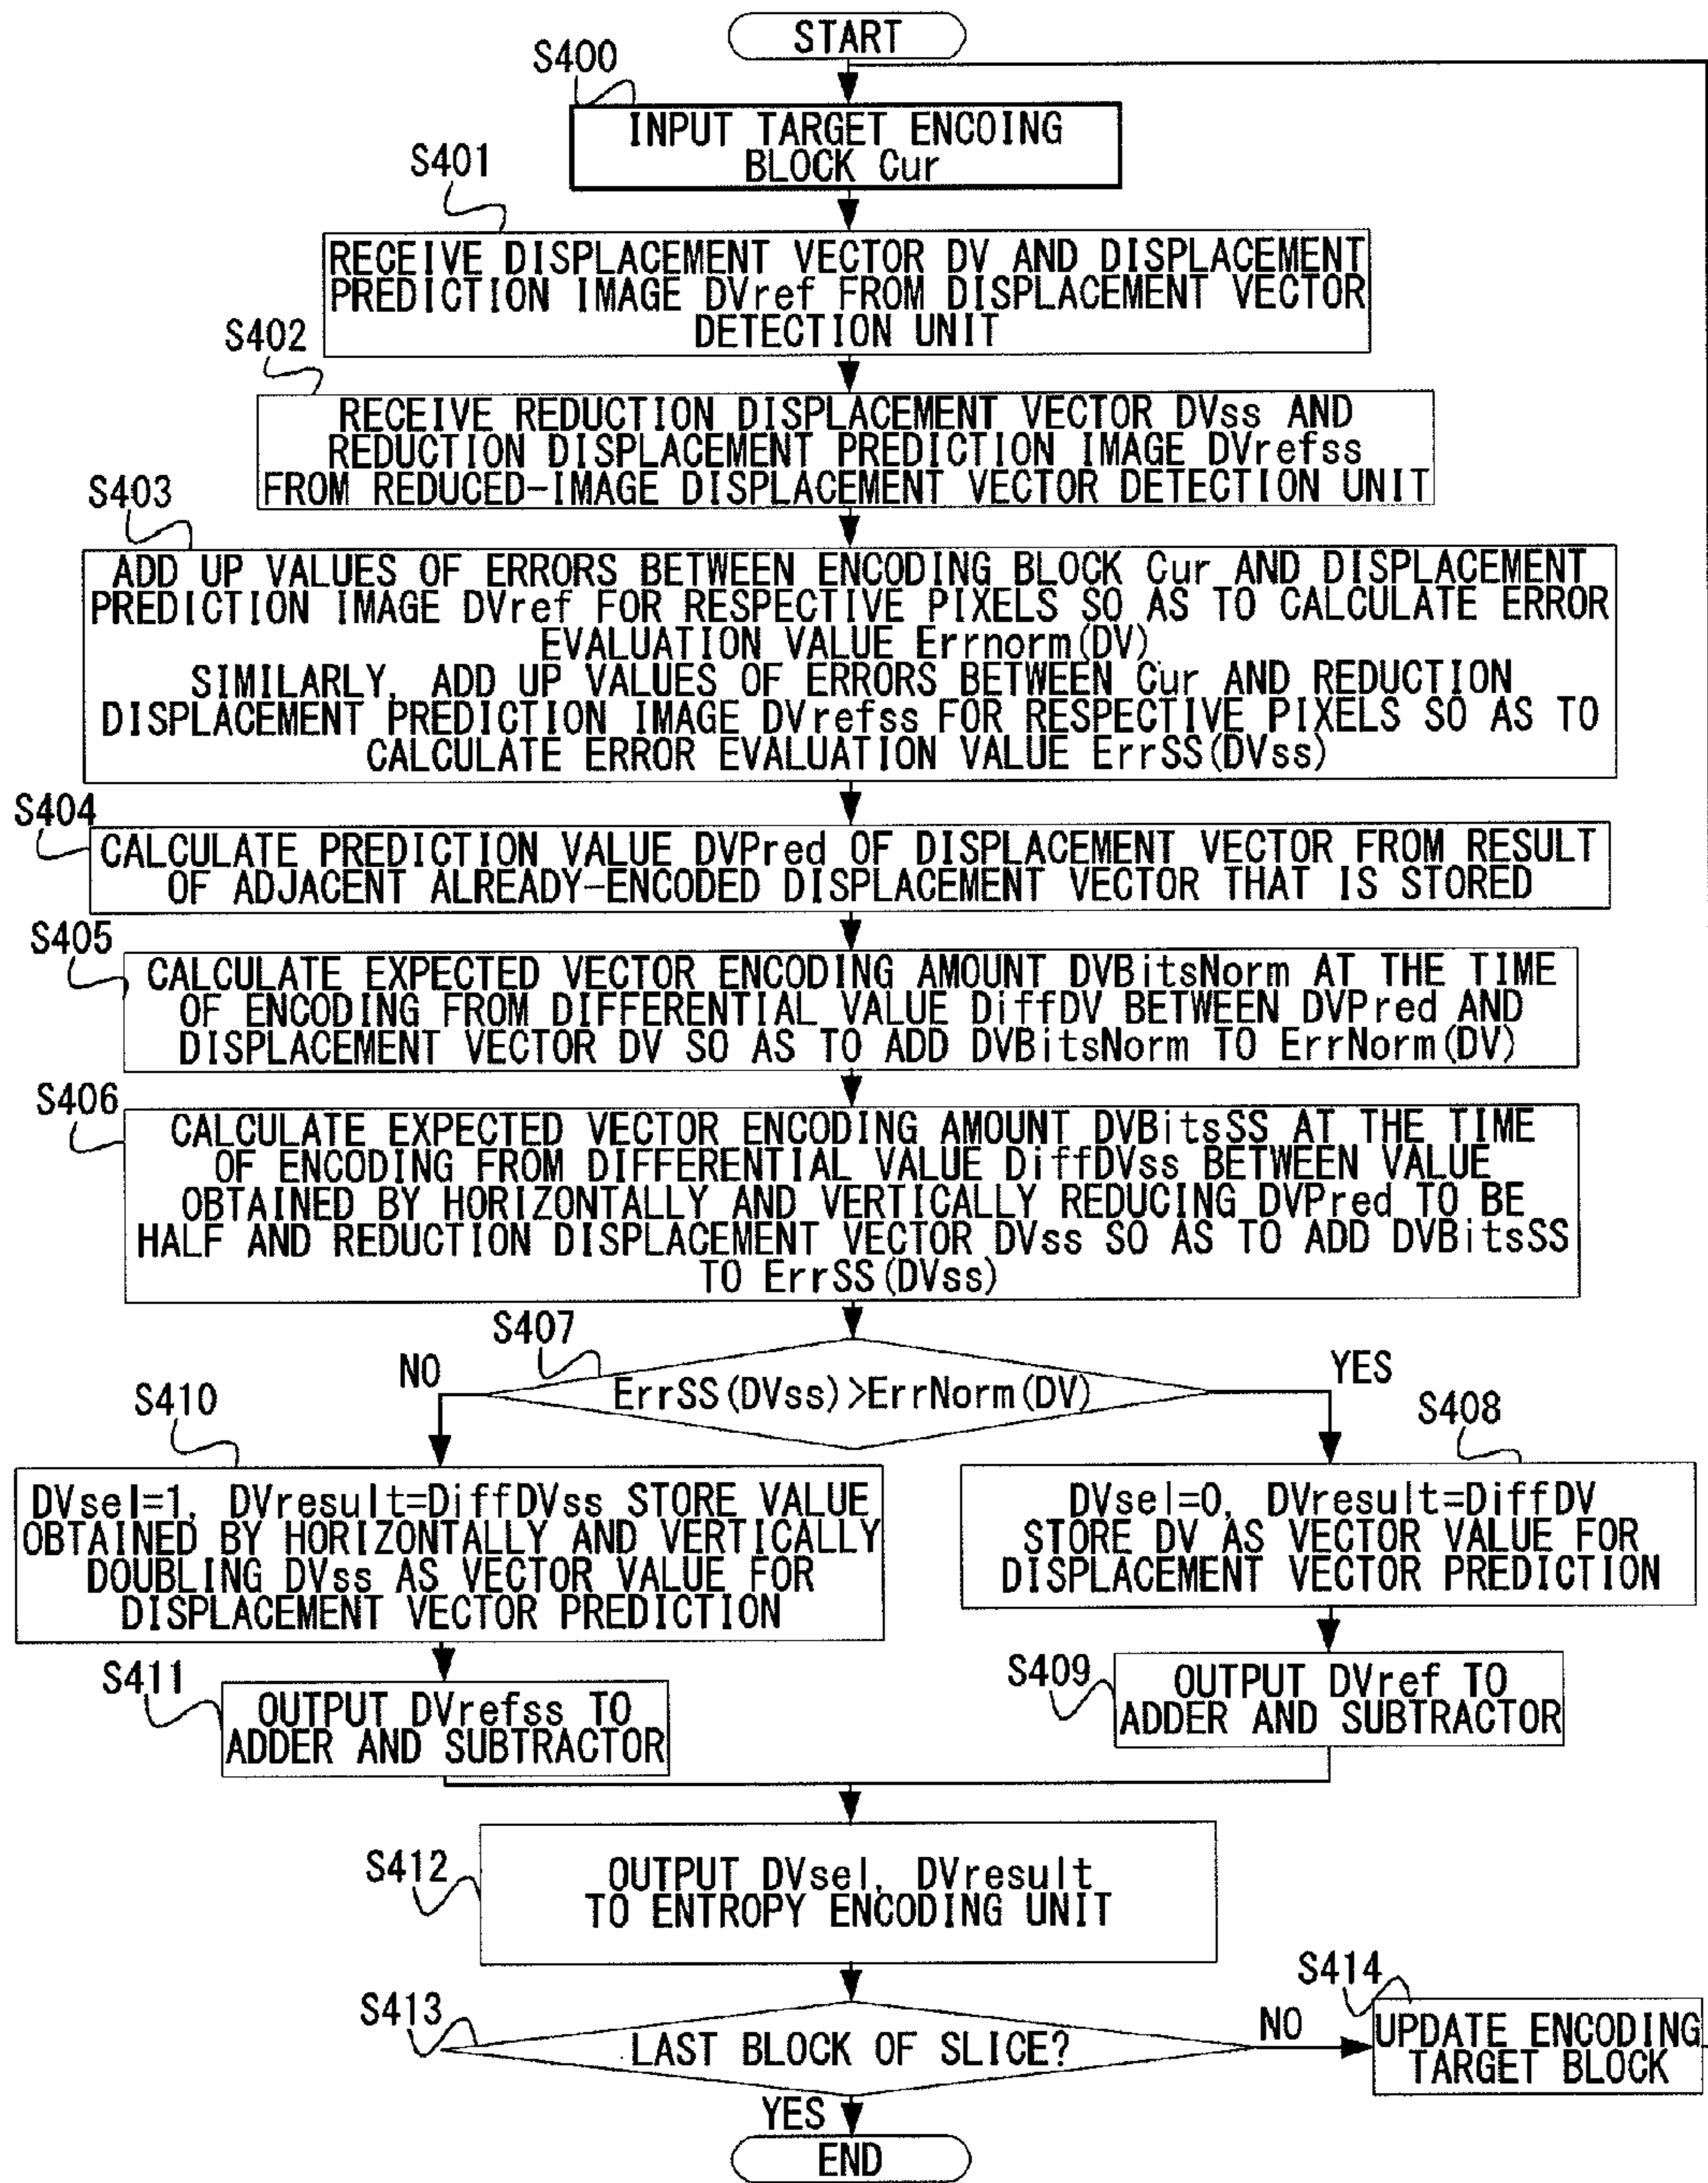 START
S400
INPUT TARGET ENCOING
BLOCK Cur
S401
RECEIVE DISPLACEMENT VECTOR DV AND DISPLACEMENT
PREDICTION IMAGE DVref FROM DISPLACEMENT VECTOR
DETECTION UNIT
S402
RECEIVE REDUCTION DISPLACEMENT VECTOR DVss AND
REDUCTION DISPLACEMENT PREDICTION IMAGE DVrefss
FROM REDUCED-IMAGE DISPLACEMENT VECTOR DETECTION UNIT
S403
ADD UP VALUES OF ERRORS BETWEEN ENCODING BLOCK Cur AND DISPLACEMENT
PREDICTION IMAGE DVref FOR RESPECTIVE PIXELS SO AS TO CALCULATE ERROR
EVALUATION VALUE Errnorm(DV)
SIMILARLY, ADD UP VALUES OF ERRORS BETWEEN Cur AND REDUCTION
DISPLACEMENT PREDICTION IMAGE DVrefss FOR RESPECTIVE PIXELS SO AS TO
CALCULATE ERROR EVALUATION VALUE ErrSS(DVss)
S404
CALCULATE PREDICTION VALUE DVPred OF DISPLACEMENT VECTOR FROM RESULT
OF ADJACENT ALREADY-ENCODED DISPLACEMENT VECTOR THAT IS STORED
S405
CALCULATE EXPECTED VECTOR ENCODING AMOUNT DVBitsNorm AT THE TIME
OF ENCODING FROM DIFFERENTIAL VALUE DiffDV BETWEEN DVPred AND
DISPLACEMENT VECTOR DV SO AS TO ADD DVBitsNorm TO ErrNorm(DV)
S406
CALCULATE EXPECTED VECTOR ENCODING AMOUNT DVBitsSS AT THE TIME
OF ENCODING FROM DIFFERENTIAL VALUE DiffDVss BETWEEN VALUE
OBTAINED BY HORIZONTALLY AND VERTICALLY REDUCING DVPred TO BE
HALF AND REDUCTION DISPLACEMENT VECTOR DVss SO AS TO ADD DVBitsSS
TO ErrSS(DVss)
S407
NO
YES
ErrSS(DVss)>ErrNorm(DV)
S410
DVsel=1, DVresult=DiffDVss STORE VALUE
OBTAINED BY HORIZONTALLY AND VERTICALLY
DOUBLING DVss AS VECTOR VALUE FOR
DISPLACEMENT VECTOR PREDICTION
S408
DVsel=0, DVresult=DiffDV
STORE DV AS VECTOR VALUE FOR
DISPLACEMENT VECTOR PREDICTION
S411
OUTPUT DVrefss TO
ADDER AND SUBTRACTOR
S409
OUTPUT DVref TO
ADDER AND SUBTRACTOR
S412
OUTPUT DVsel, DVresult
TO ENTROPY ENCODING UNIT
S413
LAST BLOCK OF SLICE?
NO
S414
UPDATE ENCODING
TARGET BLOCK
YES
END